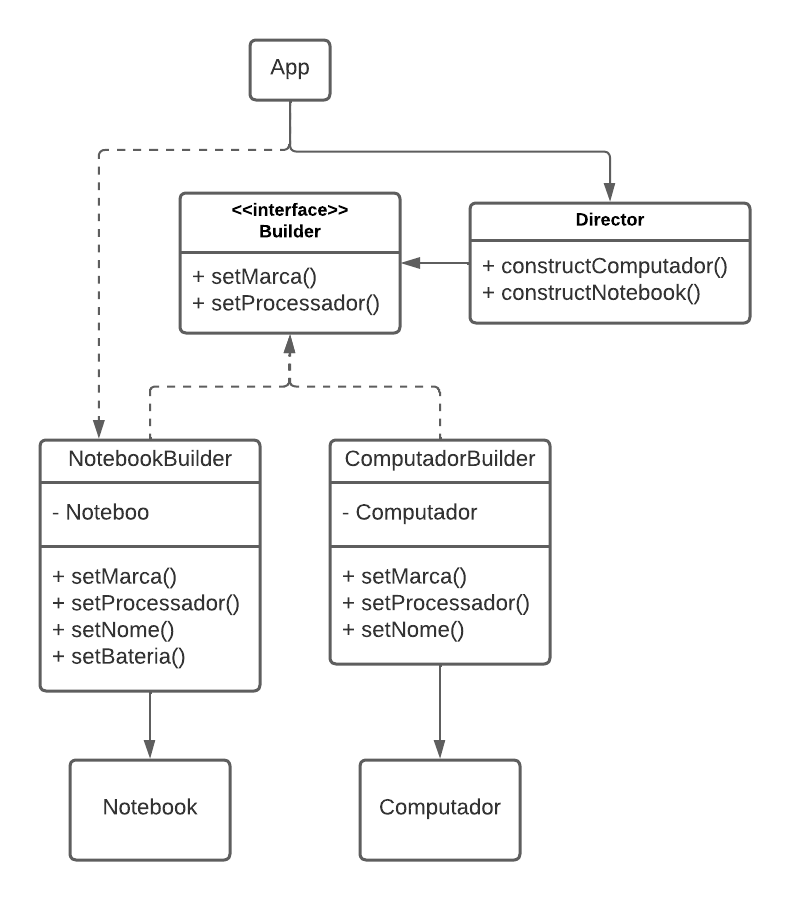 App
<<interface>>
Builder
+ setMarca()
+ setProcessador()
Director
+ constructComputador()
+ constructNotebook()
NotebookBuilder
- Noteboo
+ setMarca()
+ setProcessador()
+ setNome()
+ setBateria()
ComputadorBuilder
- Computador
+ setMarca()
+ setProcessador()
+ setNome()
Notebook
Computador